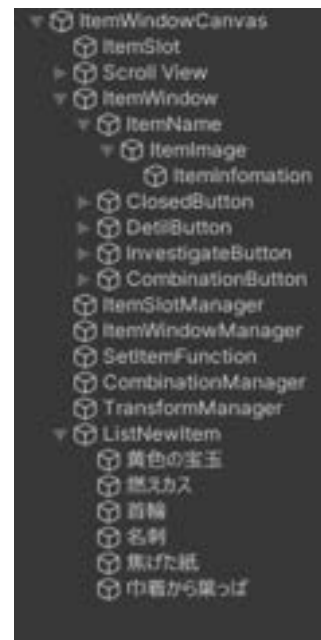 ItemWindowCanvas
ItemSlot
Scroll View
ItemWindow
ItemName
ItemImage
ItemInfomation
ClosedButton
DetilButton
InvestigateButton
CombinationButton
ItemSlotManager
ItemWindowManager
SetItemFunction
CombinationManager
TransformManager
ListNewItem
黄色の宝玉
燃えカス
首輪
名刺
焦げた紙
巾着から葉っぱ